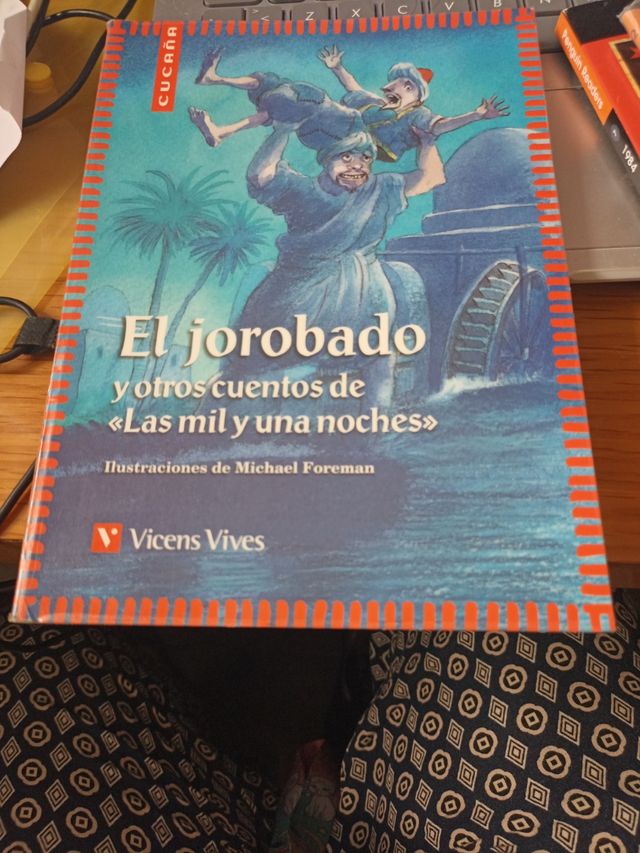 Z X C V B N
CUCAÑA
El jorobado
y otros cuentos de
«Las mil y una noches»
Ilustraciones de Michael Foreman
V Vicens Vives
Penguin Readers
1984